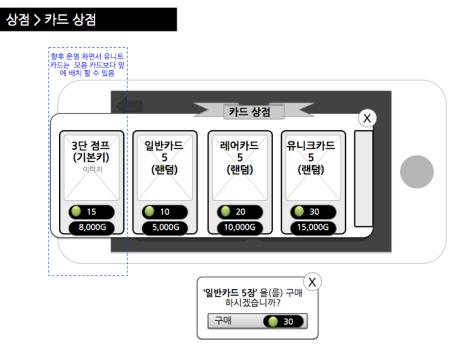 상점 > 카드 상점
향후 운영 하면서 유니트
카드는 모음 카드보다 앞
에 배치 할 수 있음
카드 상점
X
3단 점프
(기본키)
이미지
15
8,000G
일반카드
5
(랜덤)
10
5,000G
레어카드
5
(랜덤)
20
10,000G
유니크카드
5
(랜덤)
30
15,000G
X
'일반카드 5장' 을(를) 구매
하시겠습니까?
구매
30